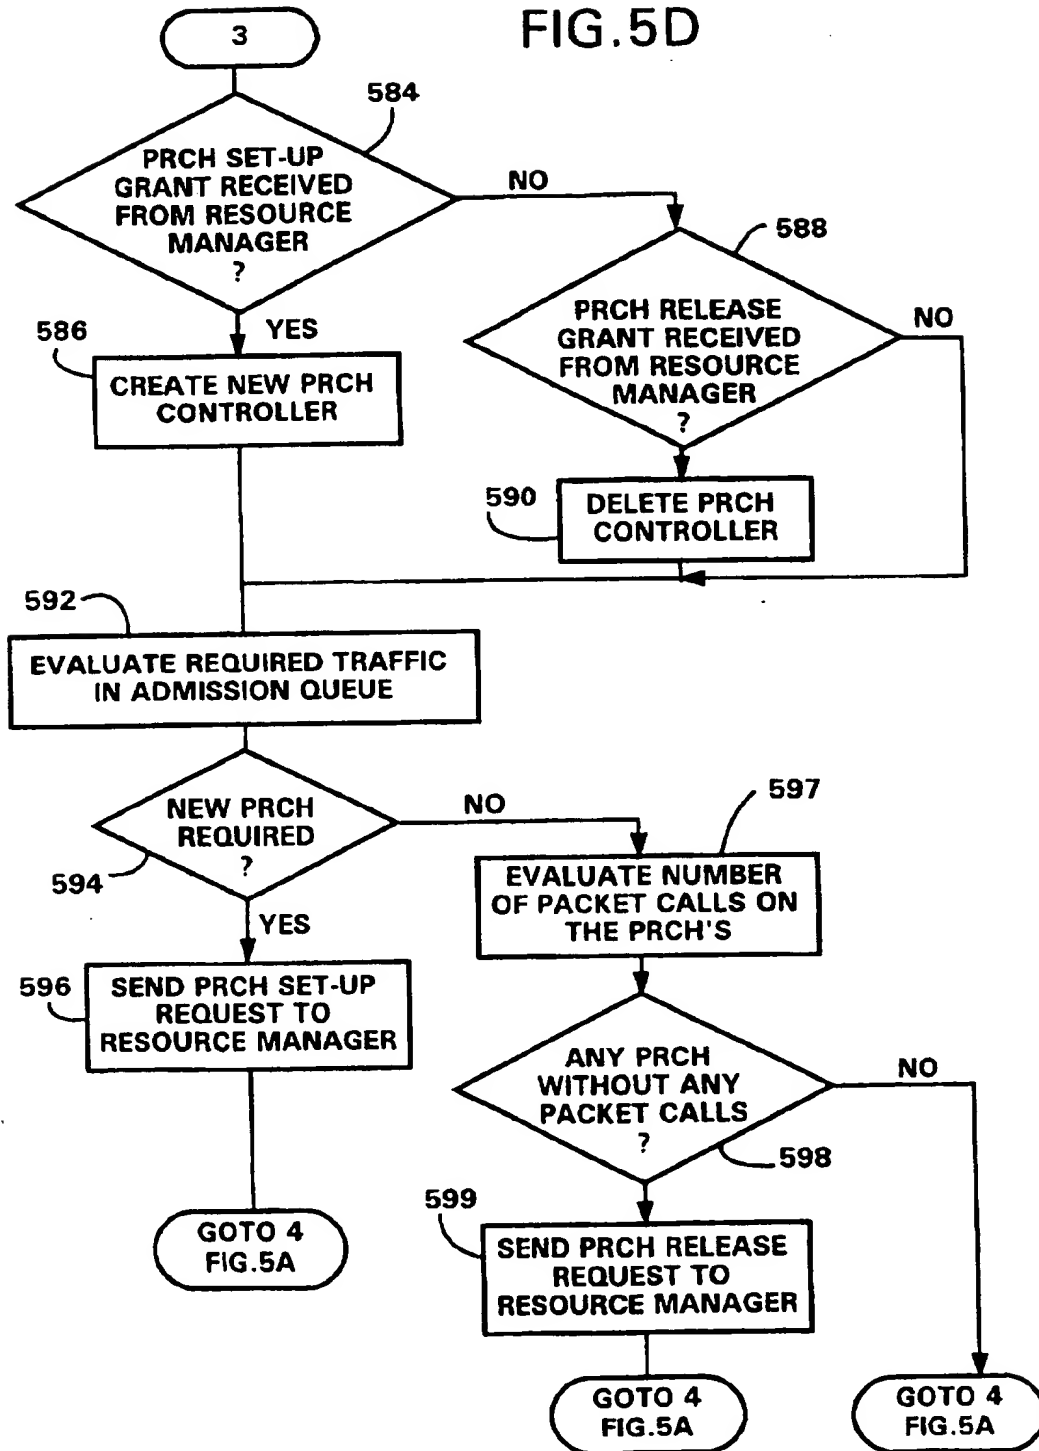 FIG.5D
3
584
PRCH SET-UP
GRANT RECEIVED
FROM RESOURCE
MANAGER
?
NO
YES
588
PRCH RELEASE
GRANT RECEIVED
FROM RESOURCE
MANAGER
?
NO
586
CREATE NEW PRCH
CONTROLLER
590
DELETE PRCH
CONTROLLER
592
EVALUATE REQUIRED TRAFFIC
IN ADMISSION QUEUE
NEW PRCH
REQUIRED
?
594
NO
YES
597
EVALUATE NUMBER
OF PACKET CALLS ON
THE PRCH'S
596
SEND PRCH SET-UP
REQUEST TO
RESOURCE MANAGER
ANY PRCH
WITHOUT ANY
PACKET CALLS
?
NO
598
599
SEND PRCH RELEASE
REQUEST TO
RESOURCE MANAGER
GOTO 4
FIG.5A
GOTO 4
FIG.5A
GOTO 4
FIG.5A